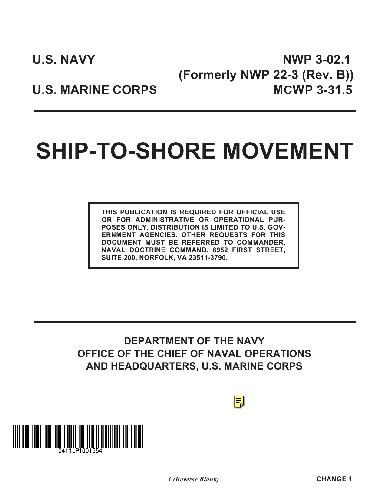 U.S. NAVY NWP 3-02.1
(Formerly NWP 22-3 (Rev. B))
U.S. MARINE CORPS MCWP 3-31.5
SHIP-TO-SHORE MOVEMENT
THIS PUBLICATION IS REQUIRED FOR OFFICIAL USE
OR FOR ADMINISTRATIVE OR OPERATIONAL PUR-
POSES ONLY. DISTRIBUTION IS LIMITED TO U.S. GOV-
ERNMENT AGENCIES. OTHER REQUESTS FOR THIS
DOCUMENT MUST BE REFERRED TO COMMANDER,
NAVAL DOCTRINE COMMAND, 8952 FIRST STREET,
SUITE 200, NORFOLK, VA 23511-3790.
DEPARTMENT OF THE NAVY
OFFICE OF THE CHIEF OF NAVAL OPERATIONS
AND HEADQUARTERS, U.S. MARINE CORPS
(Reverse Blank) CHANGE 1